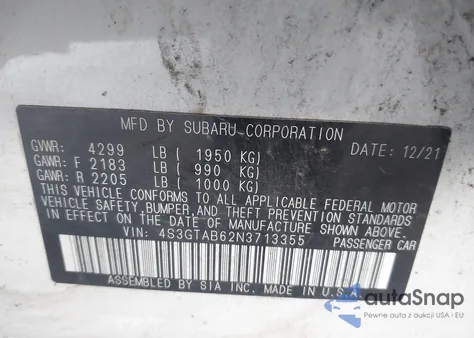 MFD BY SUBARU CORPORATION
GVWR: 4299 LB ( 1950 KG) DATE: 12/21
GAWR: F 2183 LB ( 990 KG)
GAWR: R 2205 LB ( 1000 KG)
THIS VEHICLE CONFORMS TO ALL APPLICABLE FEDERAL MOTOR
VEHICLE SAFETY, BUMPER, AND THEFT PREVENTION STANDARDS
IN EFFECT ON THE DATE OF MANUFACTURE SHOWN ABOVE.
VIN: 4S3GTAB62N3713355 PASSENGER CAR
ASSEMBLED BY SIA INC. MADE IN U.S.A.
autoSnap
Pewne z aukcji USA - EU